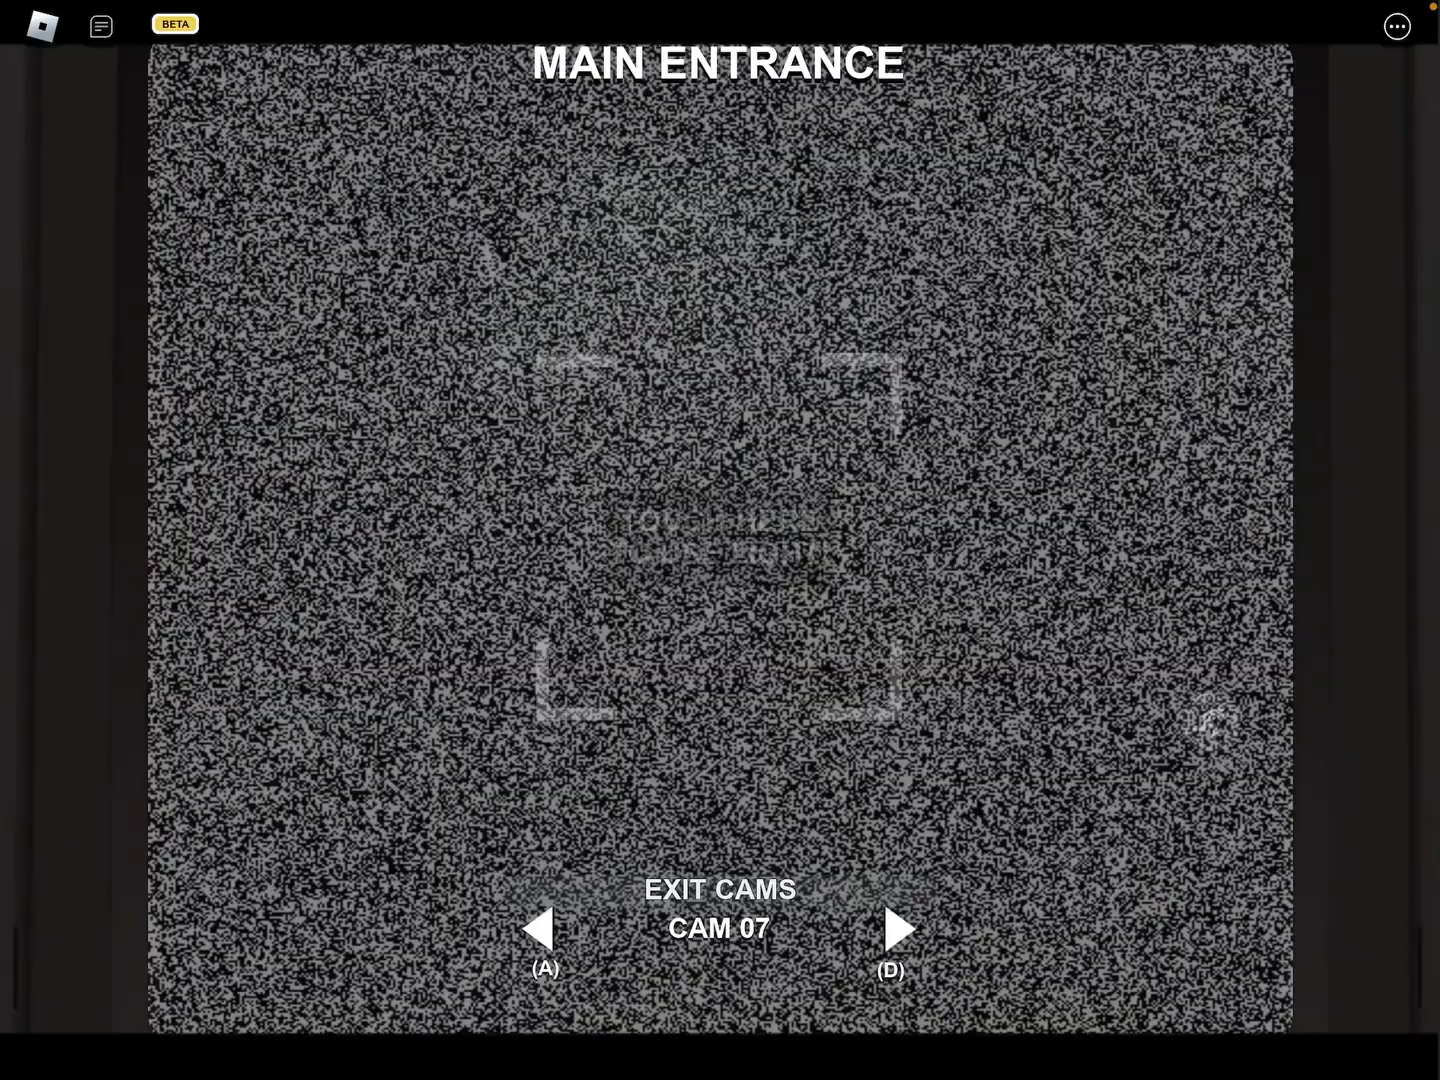 BETA
MAIN ENTRANCE
EXIT CAMS
CAM 07
(A)
(D)